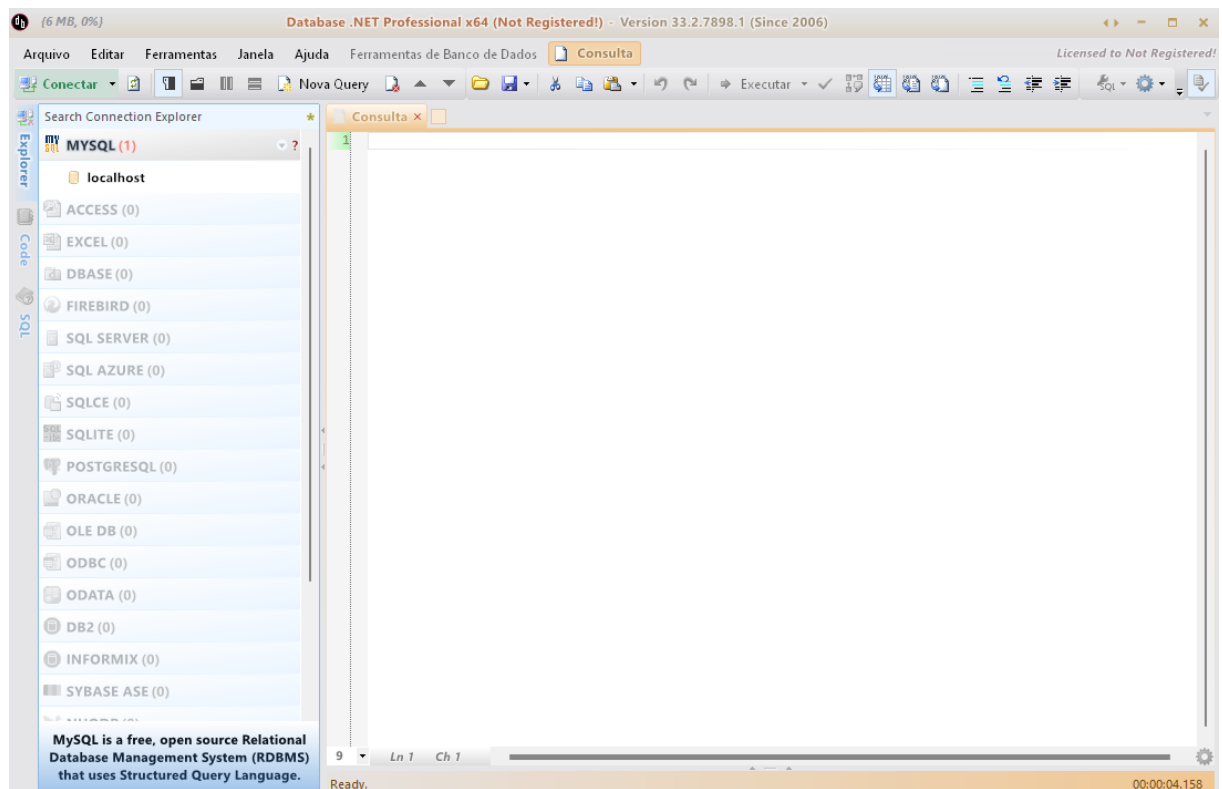 {6 MB, 0%} Database .NET Professional x64 (Not Registered!) - Version 33.2.7898.1 (Since 2006)
Arquivo Editar Ferramentas Janela Ajuda Ferramentas de Banco de Dados Consulta Licensed to Not Registered!
Conectar Nova Query Executar SQL
Search Connection Explorer
Consulta
Explorer
Code
SQL
MYSQL (1) ?
1
localhost
ACCESS (0)
EXCEL (0)
DBASE (0)
FIREBIRD (0)
SQL SERVER (0)
SQL AZURE (0)
SQLCE (0)
SQLITE (0)
POSTGRESQL (0)
ORACLE (0)
OLE DB (0)
ODBC (0)
ODATA (0)
DB2 (0)
INFORMIX (0)
SYBASE ASE (0)
MySQL is a free, open source Relational
Database Management System (RDBMS)
that uses Structured Query Language.
9 Ln 1 Ch 1
Ready. 00:00:04.158